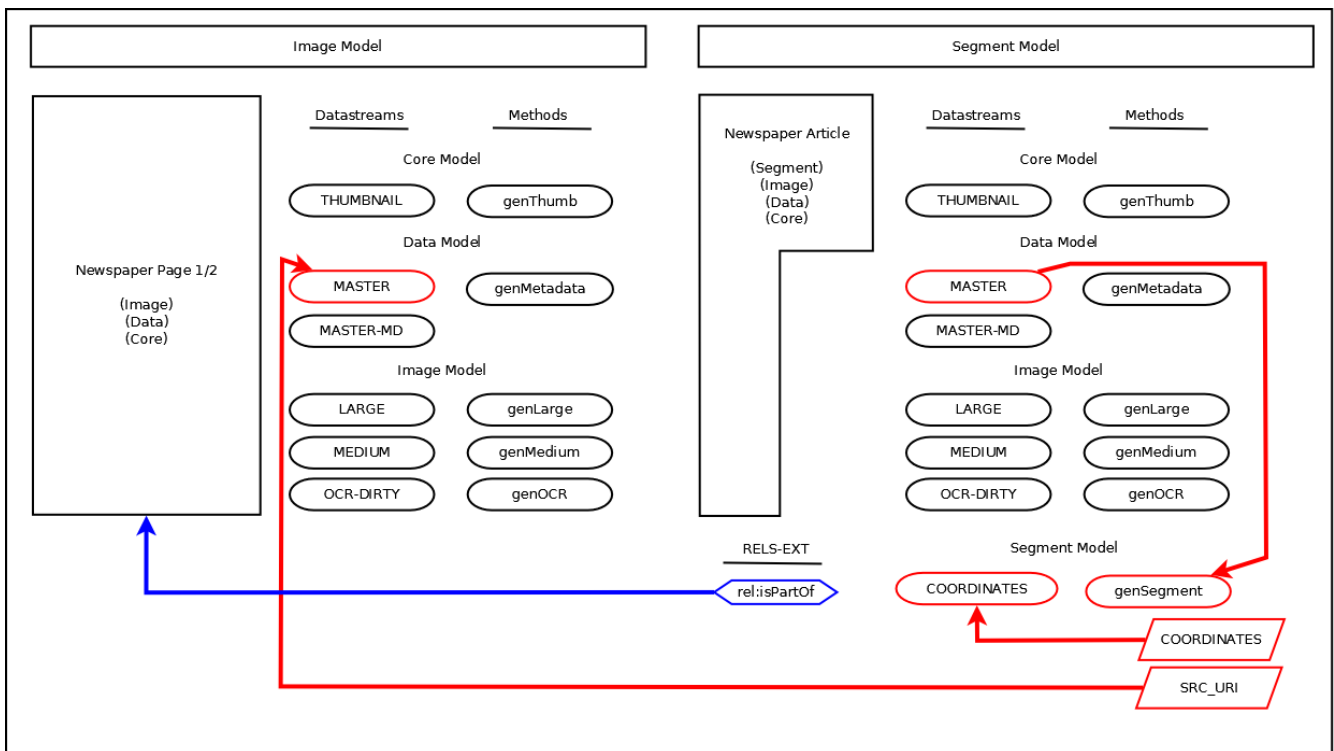 Image Model
Newspaper Page 1/2
(Image)
(Data)
(Core)
Datastreams
Methods
Core Model
THUMBNAIL
genThumb
Data Model
MASTER
genMetadata
MASTER-MD
Image Model
LARGE
genLarge
MEDIUM
genMedium
OCR-DIRTY
genOCR
Segment Model
Newspaper Article
(Segment)
(Image)
(Data)
(Core)
Datastreams
Methods
Core Model
THUMBNAIL
genThumb
Data Model
MASTER
genMetadata
MASTER-MD
Image Model
LARGE
genLarge
MEDIUM
genMedium
OCR-DIRTY
genOCR
RELS-EXT
rel:isPartOf
Segment Model
COORDINATES
genSegment
COORDINATES
SRC_URI